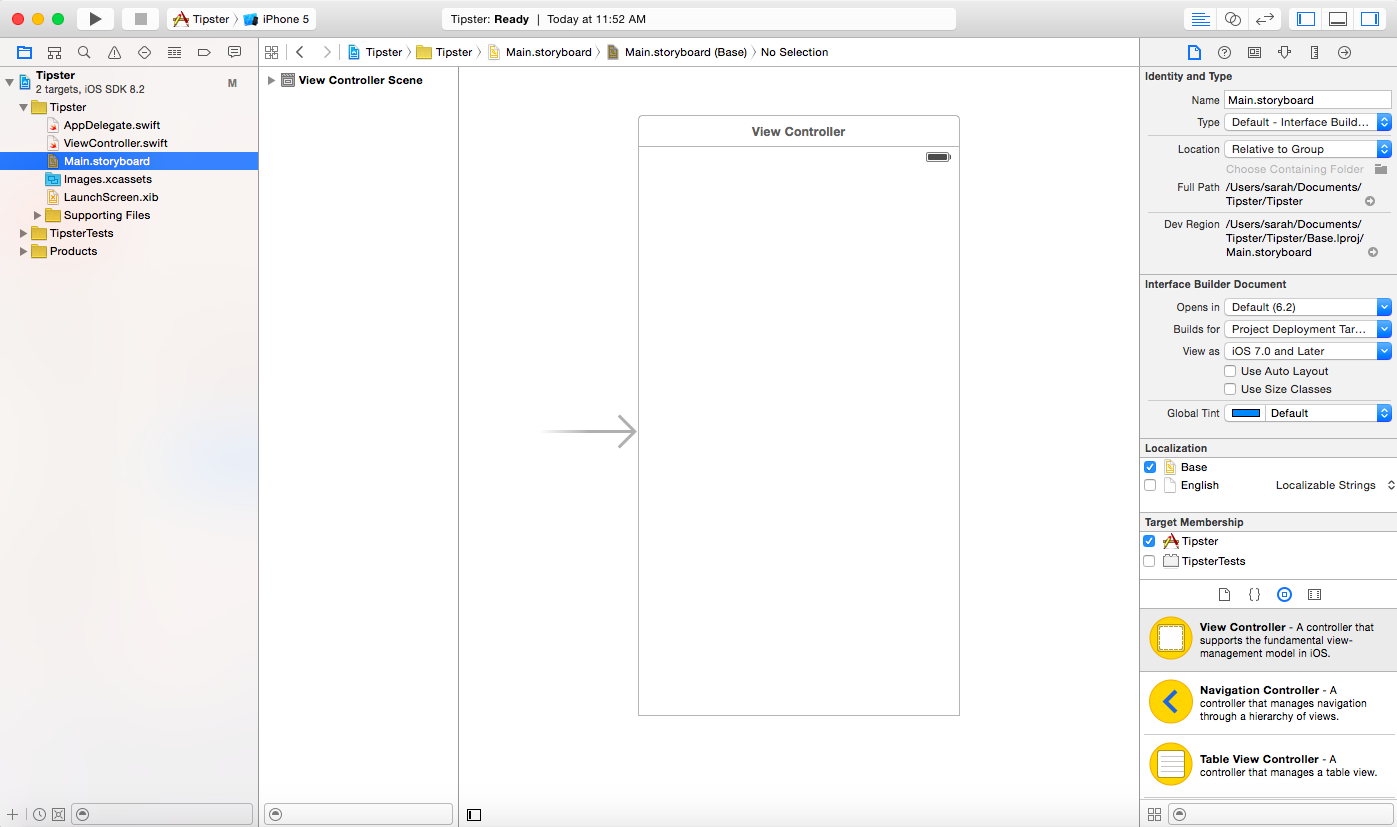 Tipster
iPhone 5
Tipster: Ready | Today at 11:52 AM
Tipster
2 targets, iOS SDK 8.2
M
Tipster
AppDelegate.swift
ViewController.swift
Main.storyboard
Images.xcassets
LaunchScreen.xib
Supporting Files
TipsterTests
Products
Tipster
Tipster
Main.storyboard
Main.storyboard (Base)
No Selection
View Controller Scene
View Controller
Identity and Type
Name Main.storyboard
Type Default - Interface Build...
Location Relative to Group
Choose Containing Folder
Full Path /Users/sarah/Documents/
Tipster/Tipster
Dev Region /Users/sarah/Documents/
Tipster/Tipster/Base.lproj/
Main.storyboard
Interface Builder Document
Opens in Default (6.2)
Builds for Project Deployment Tar...
View as iOS 7.0 and Later
Use Auto Layout
Use Size Classes
Global Tint Default
Localization
Base
English Localizable Strings
Target Membership
Tipster
TipsterTests
{ }
View Controller - A controller that
supports the fundamental view-
management model in iOS.
Navigation Controller - A
controller that manages navigation
through a hierarchy of views.
Table View Controller - A
controller that manages a table view.